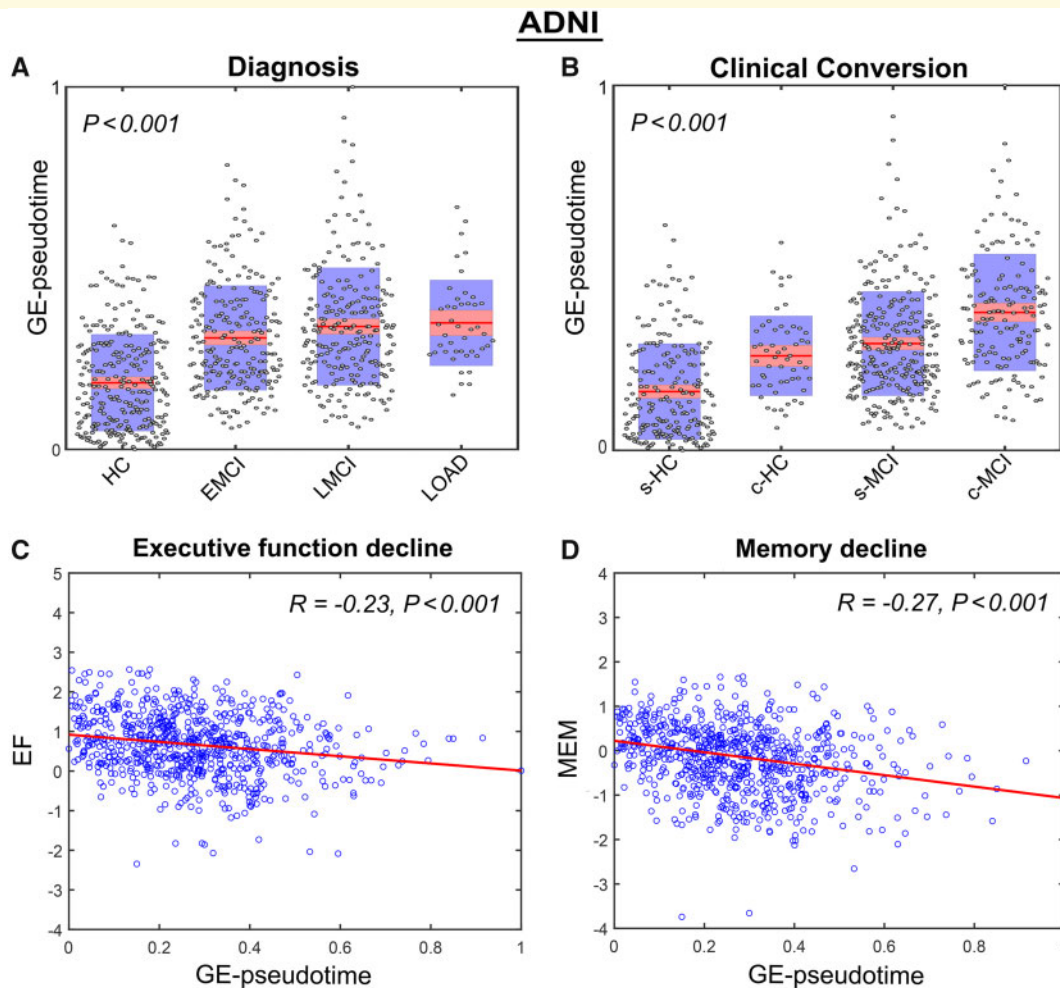 ADNI
A
Diagnosis
P<0.001
GE-pseudotime
1
0
HC
EMCI
LMCI
LOAD
B
Clinical Conversion
P<0.001
GE-pseudotime
1
0
s-HC
c-HC
s-MCI
c-MCI
C
Executive function decline
R = -0.23, P<0.001
EF
5
4
3
2
1
0
-1
-2
-3
-4
0 0.2 0.4 0.6 0.8 1
GE-pseudotime
D
Memory decline
R = -0.27, P<0.001
MEM
4
3
2
1
0
-1
-2
-3
-4
0 0.2 0.4 0.6 0.8
GE-pseudotime